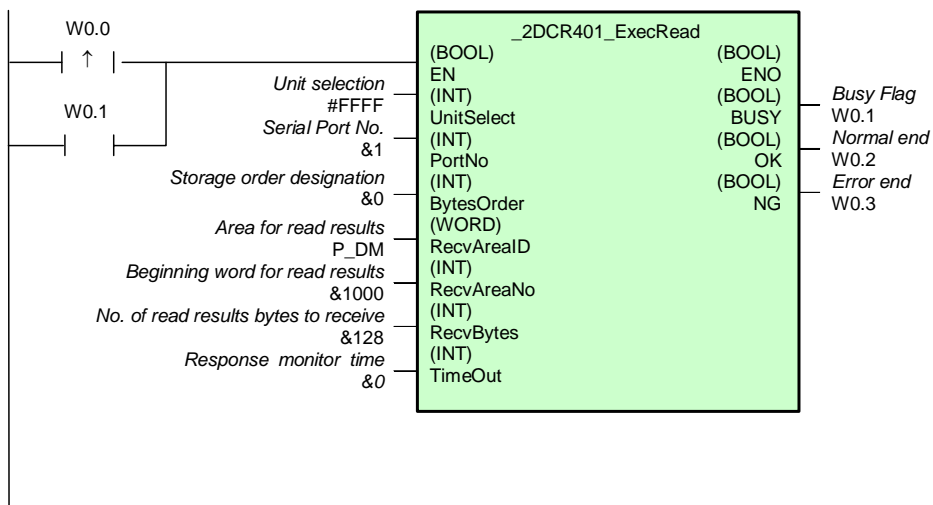 W0.0
↑
W0.1
Unit selection
#FFFF
Serial Port No.
&1
Storage order designation
&0
Area for read results
P_DM
Beginning word for read results
&1000
No. of read results bytes to receive
&128
Response monitor time
&0
_2DCR401_ExecRead
(BOOL)
EN
(INT)
UnitSelect
(INT)
PortNo
(INT)
BytesOrder
(WORD)
RecvAreaID
(INT)
RecvAreaNo
(INT)
RecvBytes
(INT)
TimeOut
(BOOL)
ENO
(BOOL)
BUSY
(BOOL)
OK
(BOOL)
NG
Busy Flag
W0.1
Normal end
W0.2
Error end
W0.3